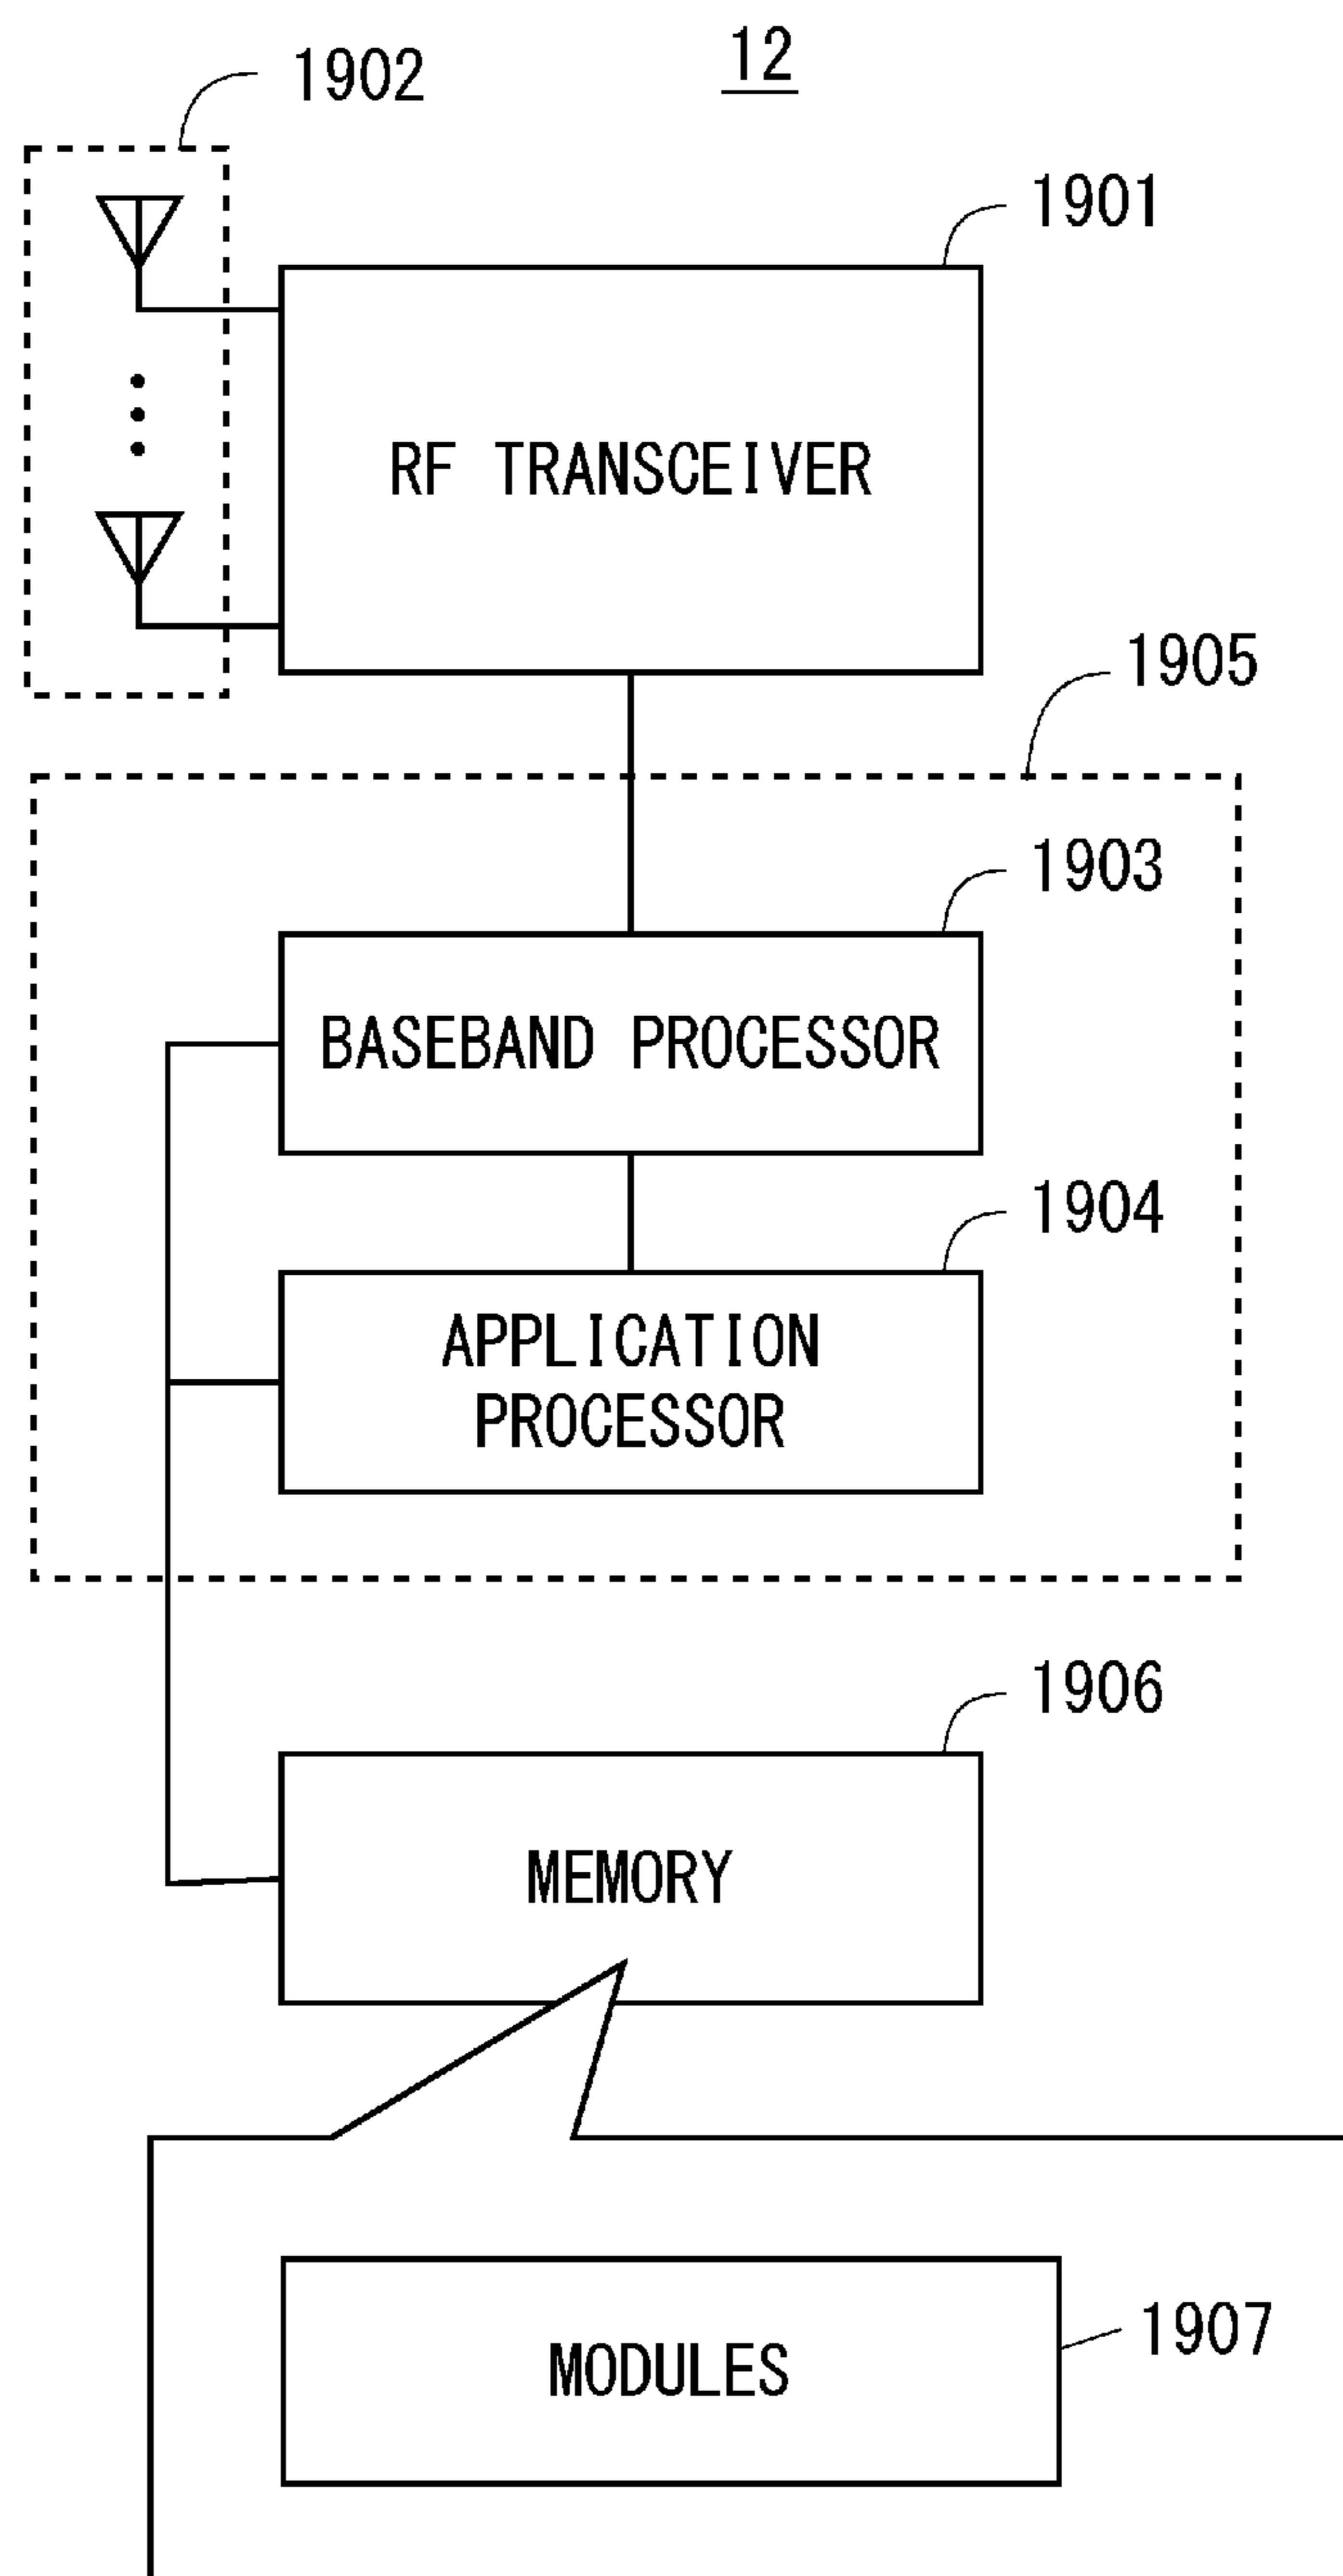 12
1902
1901
RF TRANSCEIVER
1905
1903
BASEBAND PROCESSOR
1904
APPLICATION
PROCESSOR
1906
MEMORY
1907
MODULES